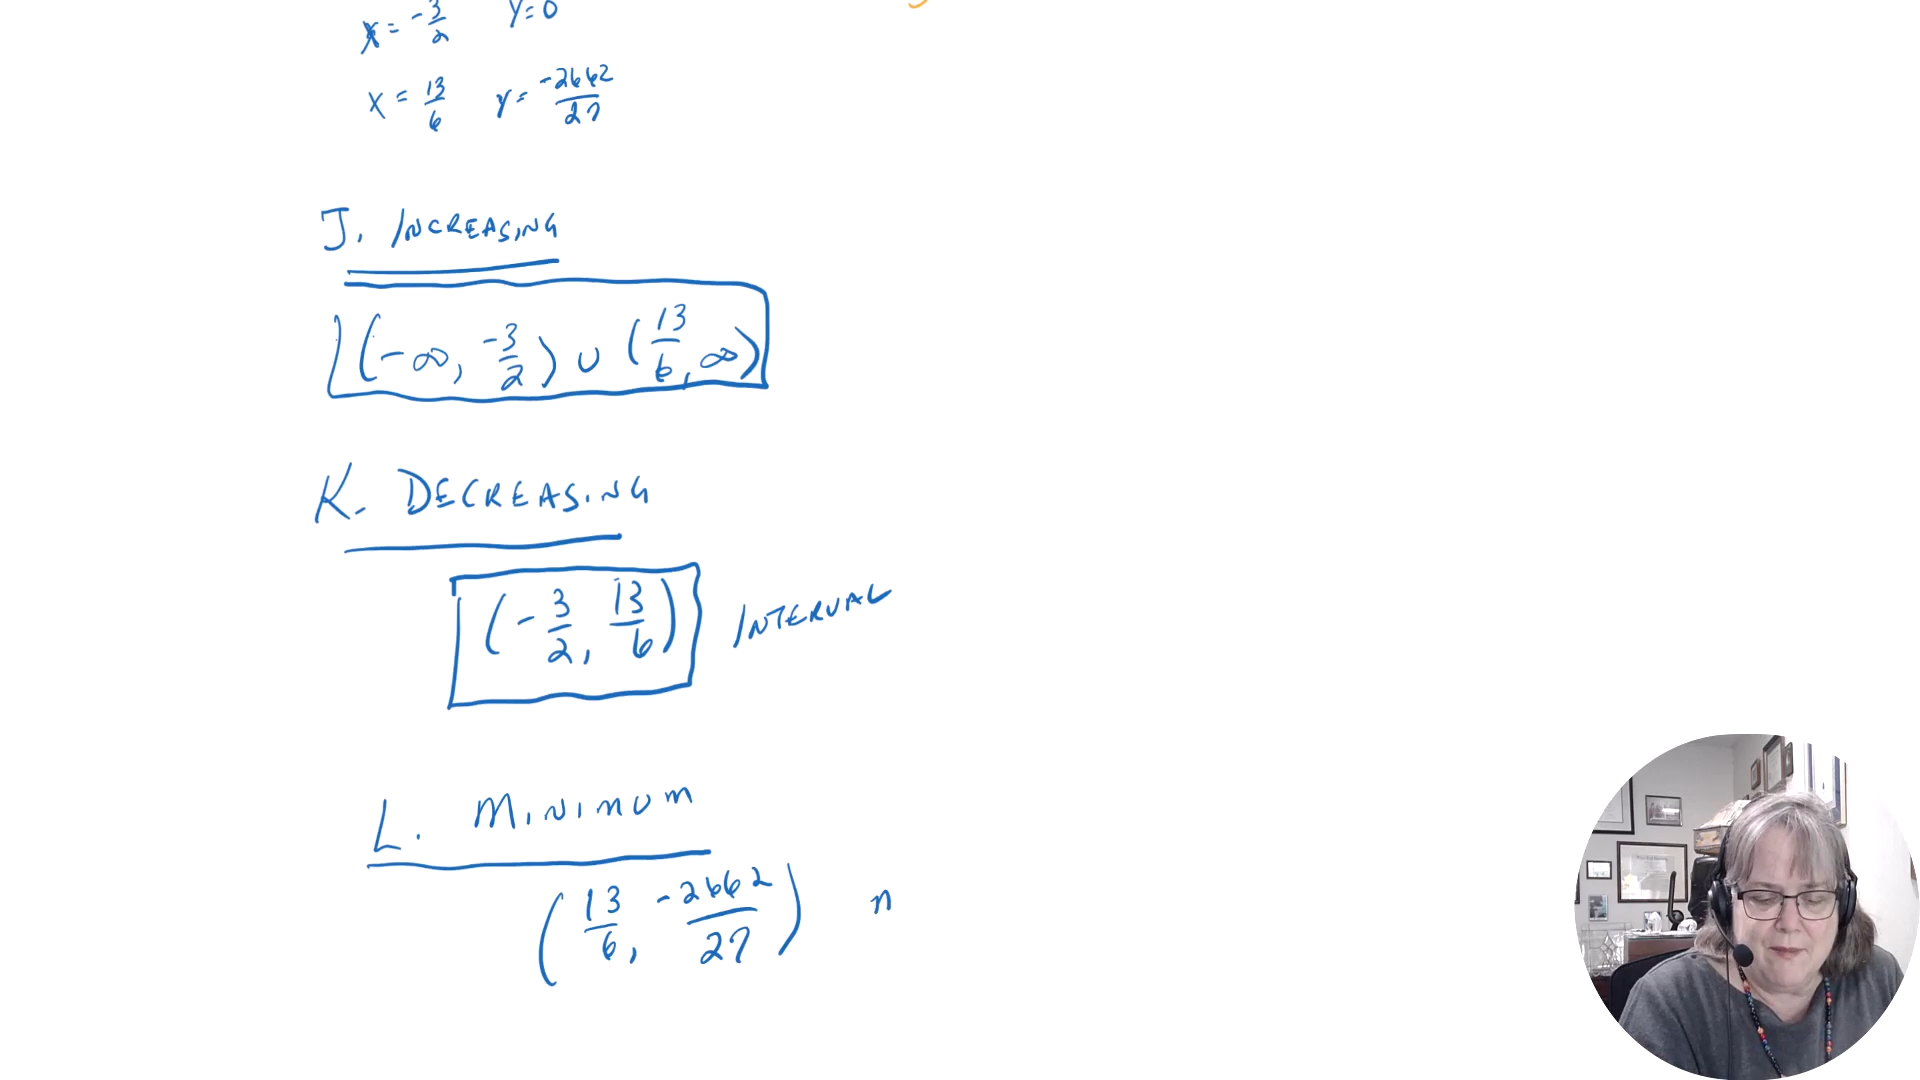 x = -3/2 y = 0
x = 13/6 y = -2662/27
J. INCREASING
(-∞, -3/2) ∪ (13/6, ∞)
K. DECREASING
(-3/2, 13/6) INTERVAL
L. MINIMUM
(13/6, -2662/27) n